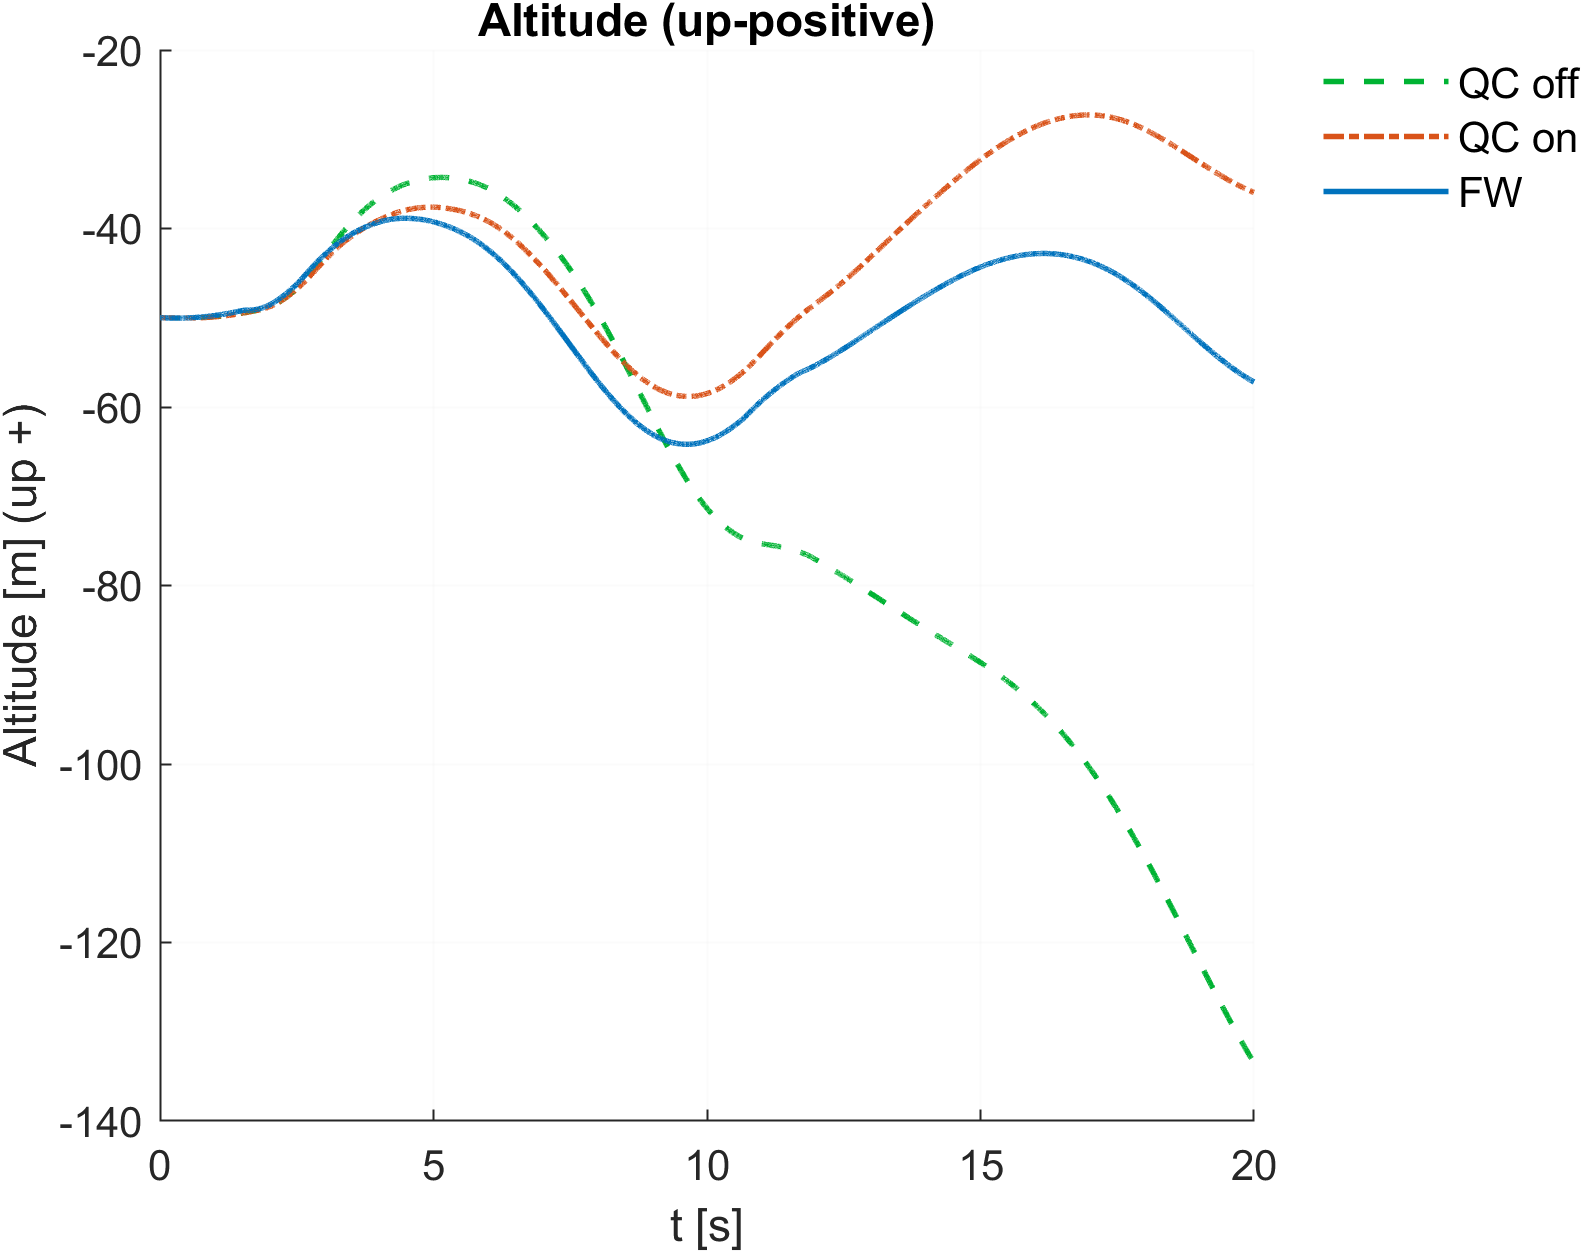 Altitude (up-positive)
-20
-40
-60
-80
-100
-120
-140
Altitude [m] (up +)
0 5 10 15 20
t [s]
QC off
QC on
FW